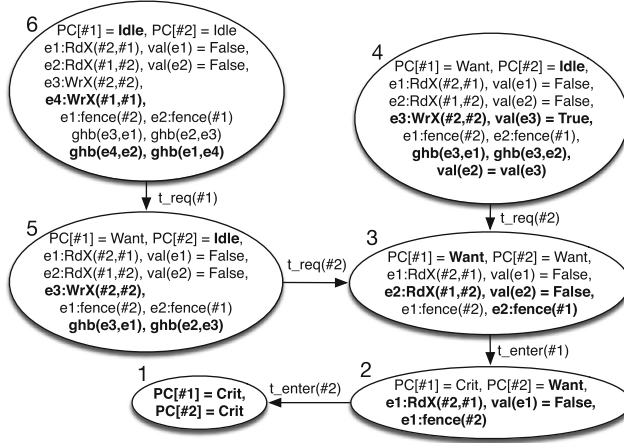 6
PC[#1] = Idle, PC[#2] = Idle
e1:RdX(#2,#1), val(e1) = False,
e2:RdX(#1,#2), val(e2) = False,
e3:WrX(#2,#2),
e4:WrX(#1,#1),
e1:fence(#2), e2:fence(#1)
ghb(e3,e1), ghb(e2,e3)
ghb(e4,e2), ghb(e1,e4)
t_req(#1)
4
PC[#1] = Want, PC[#2] = Idle,
e1:RdX(#2,#1), val(e1) = False,
e2:RdX(#1,#2), val(e2) = False,
e3:WrX(#2,#2), val(e3) = True,
e1:fence(#2), e2:fence(#1),
ghb(e3,e1), ghb(e3,e2),
val(e2) = val(e3)
t_req(#2)
5
PC[#1] = Want, PC[#2] = Idle,
e1:RdX(#2,#1), val(e1) = False,
e2:RdX(#1,#2), val(e2) = False,
e3:WrX(#2,#2),
e1:fence(#2), e2:fence(#1)
ghb(e3,e1), ghb(e2,e3)
t_req(#2)
3
PC[#1] = Want, PC[#2] = Want,
e1:RdX(#2,#1), val(e1) = False,
e2:RdX(#1,#2), val(e2) = False,
e1:fence(#2), e2:fence(#1)
t_enter(#1)
2
PC[#1] = Crit, PC[#2] = Want,
e1:RdX(#2,#1), val(e1) = False,
e1:fence(#2)
t_enter(#2)
1
PC[#1] = Crit,
PC[#2] = Crit